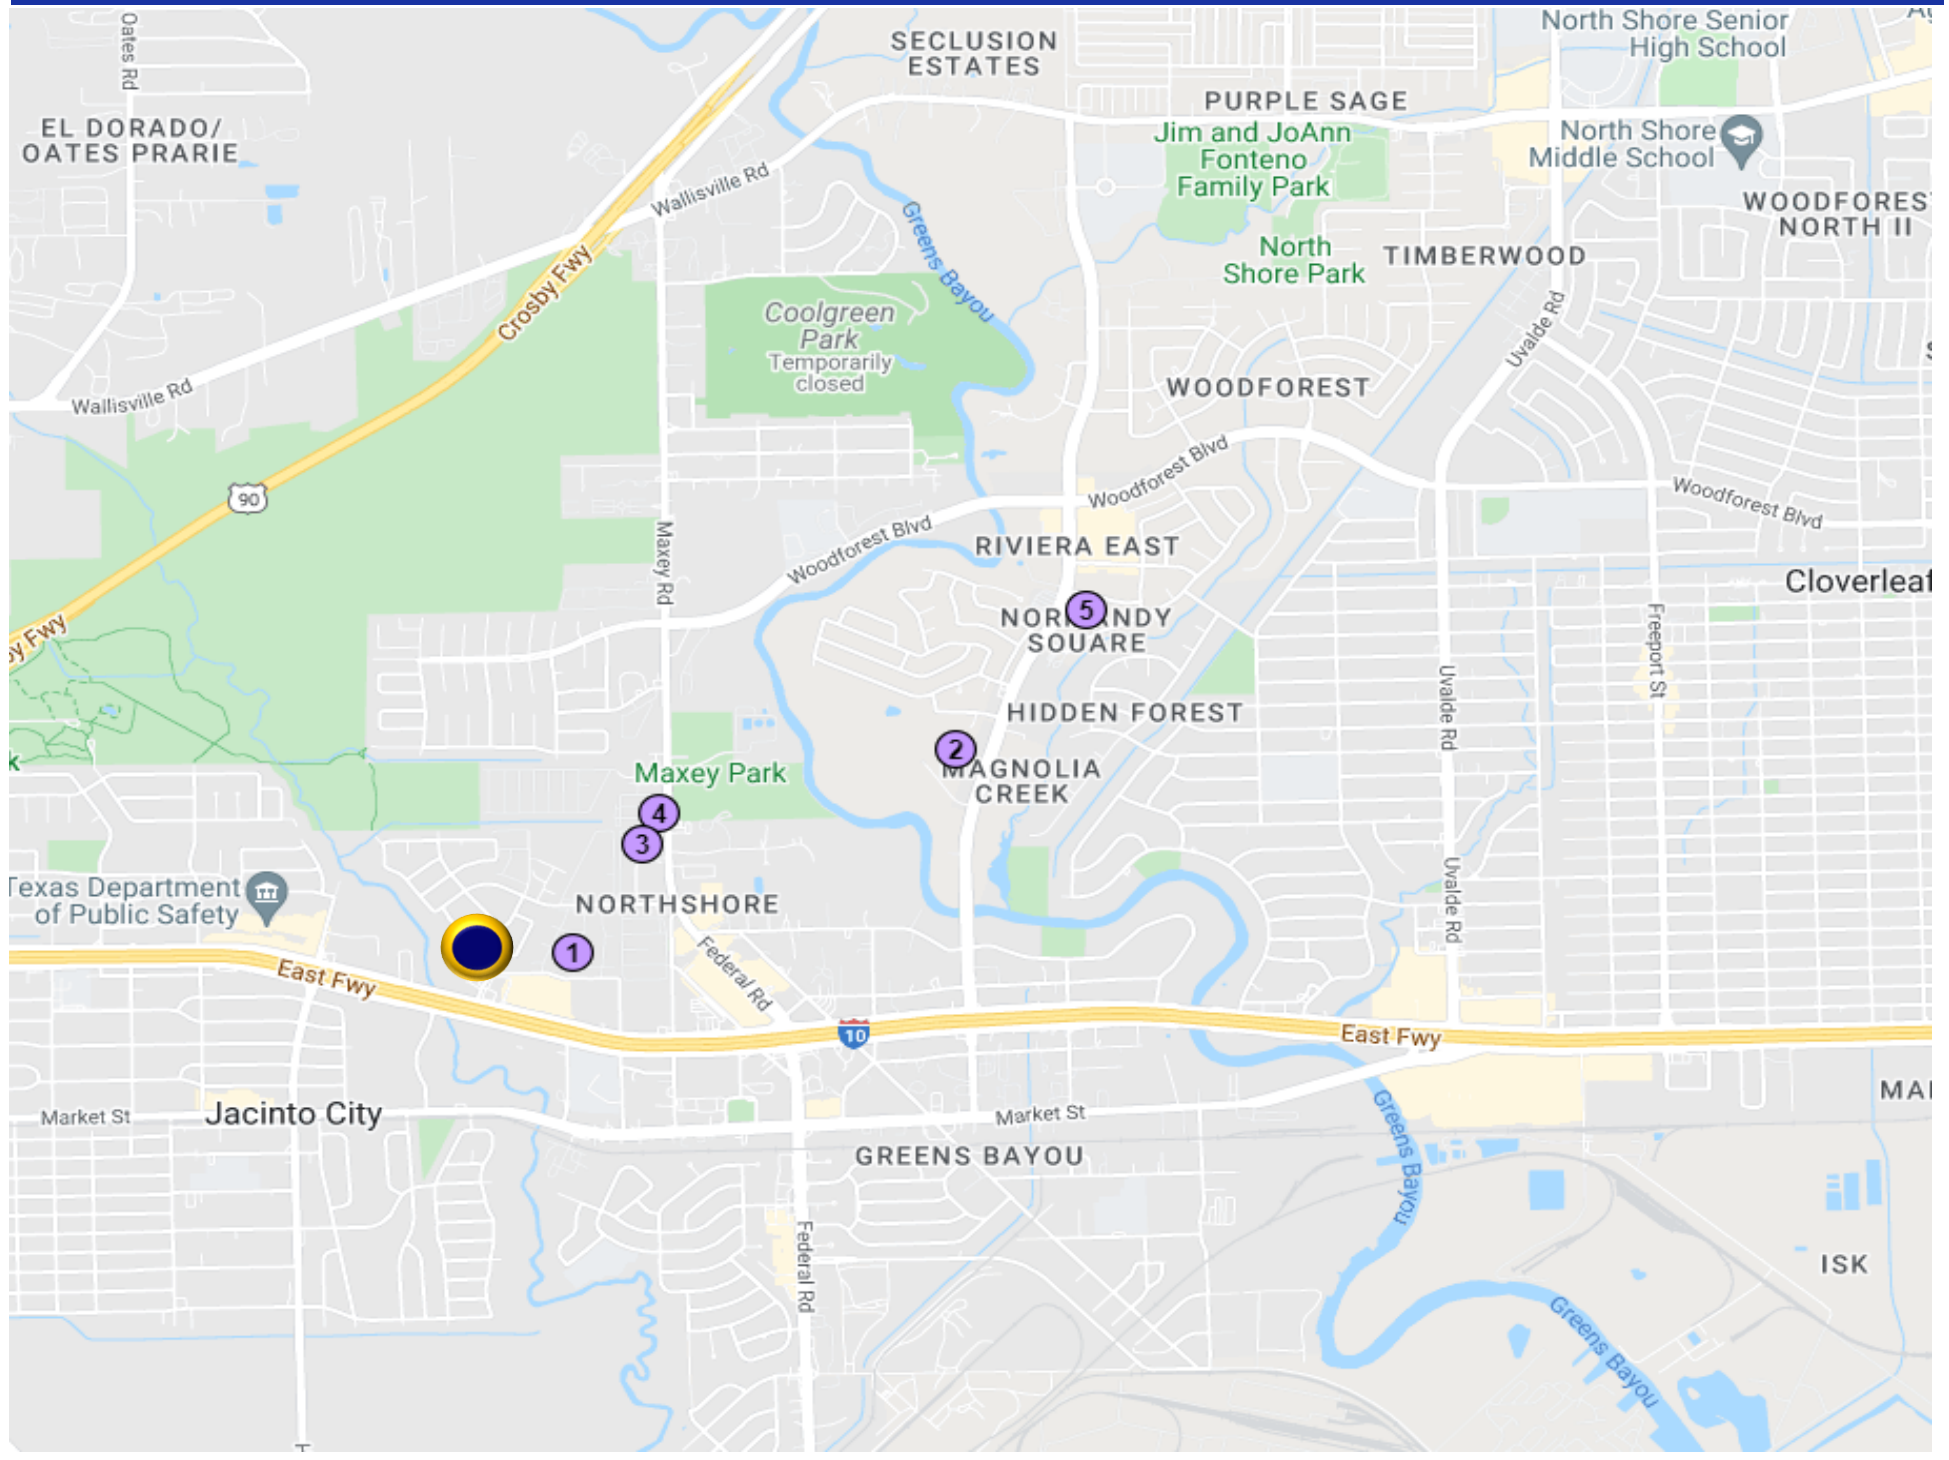 Oates Rd
SECLUSION
ESTATES
North Shore Senior
High School
PURPLE SAGE
EL DORADO/
OATES PRARIE
Jim and JoAnn
Fonteno
Family Park
North Shore
Middle School
Wallisville Rd
WOODFORES
NORTH II
Greens Bayou
North
Shore Park
TIMBERWOOD
Crosby Fwy
Coolgreen
Park
Temporarily
closed
Uvalde Rd
Wallisville Rd
WOODFOREST
Woodforest Blvd
90
Woodforest Blvd
Maxey Rd
Woodforest Blvd
RIVIERA EAST
Cloverleaf
5
NORMANDY
SOUARE
Fwy
Freeport St
Uvalde Rd
HIDDEN FOREST
2
MAGNOLIA
CREEK
Maxey Park
k
4
3
Texas Department
of Public Safety
NORTHSHORE
Uvalde Rd
1
Federal Rd
East Fwy
10
East Fwy
MA
Market St
Jacinto City
Market St
Greens Bayou
GREENS BAYOU
Federal Rd
ISK
Greens Bayou